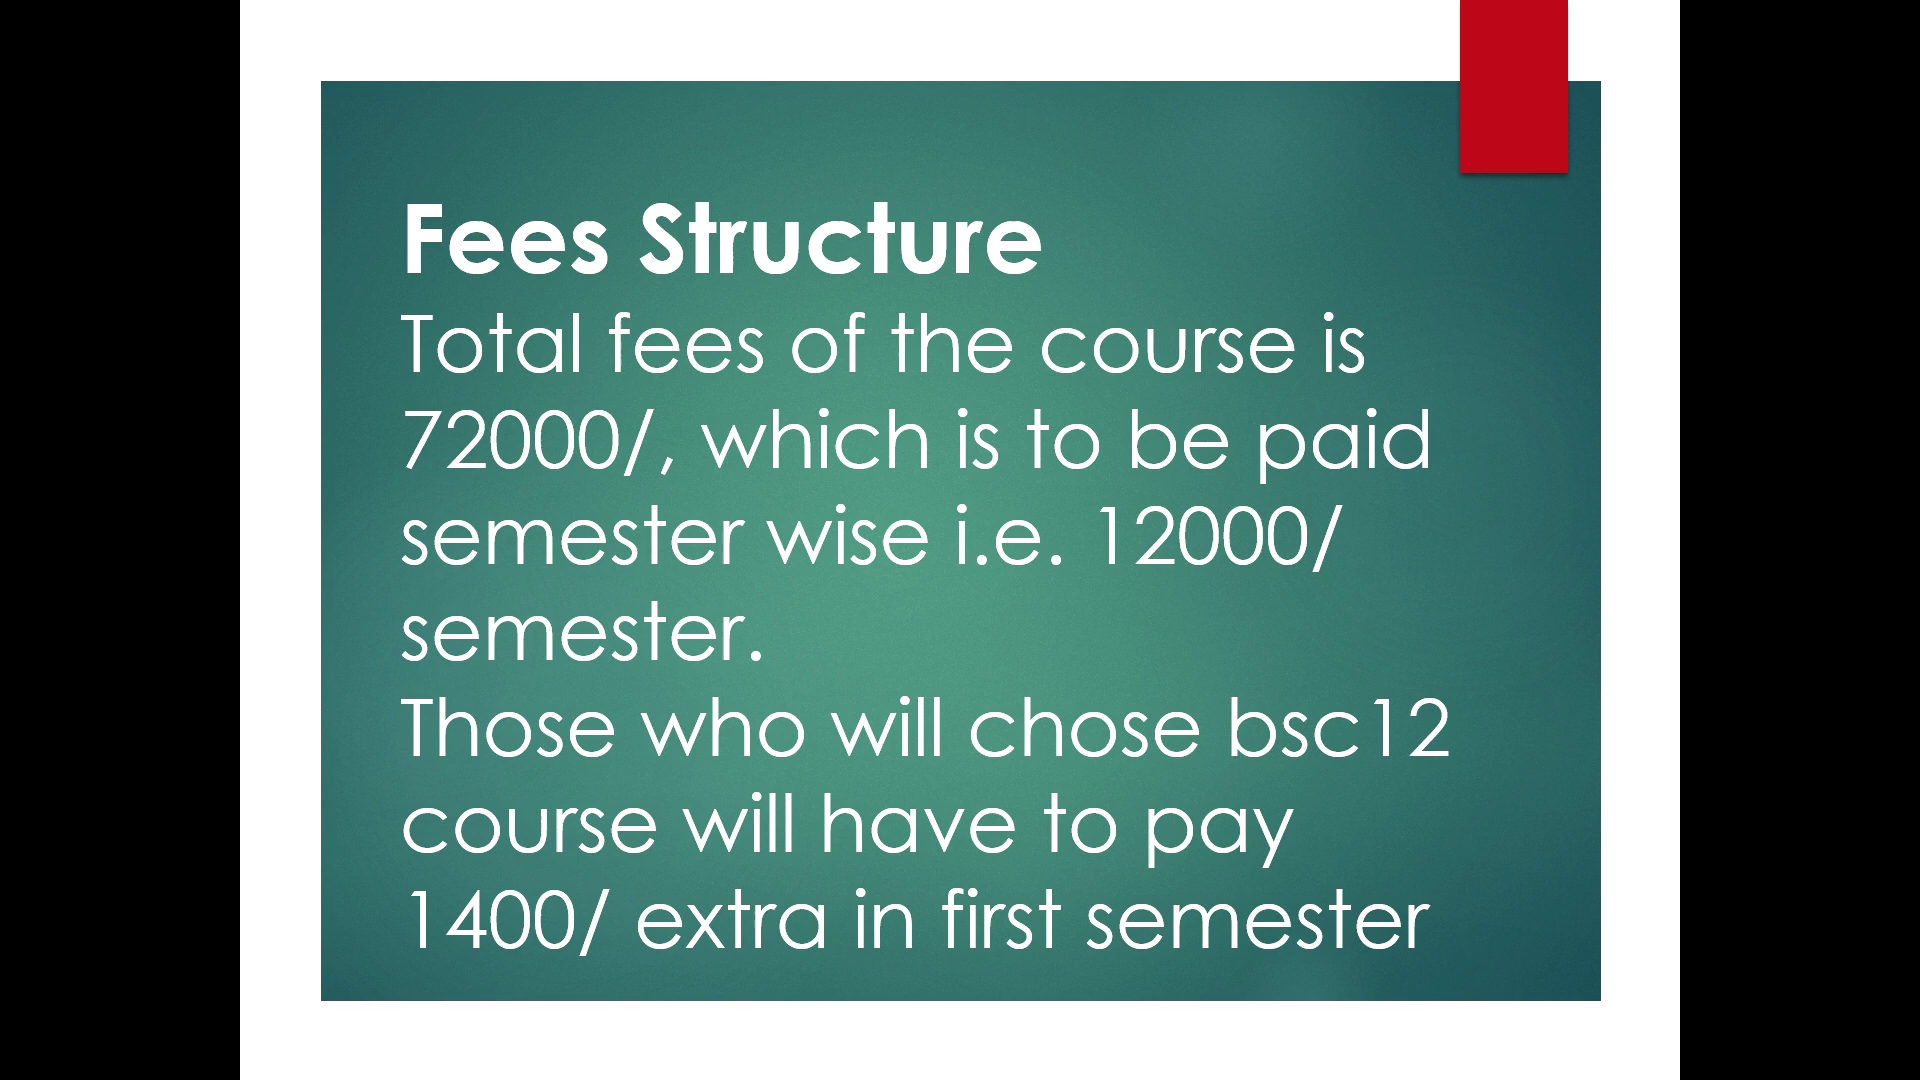 Fees Structure
Total fees of the course is
72000/, which is to be paid
semester wise i.e. 12000/
semester.
Those who will chose bsc12
course will have to pay
1400/ extra in first semester